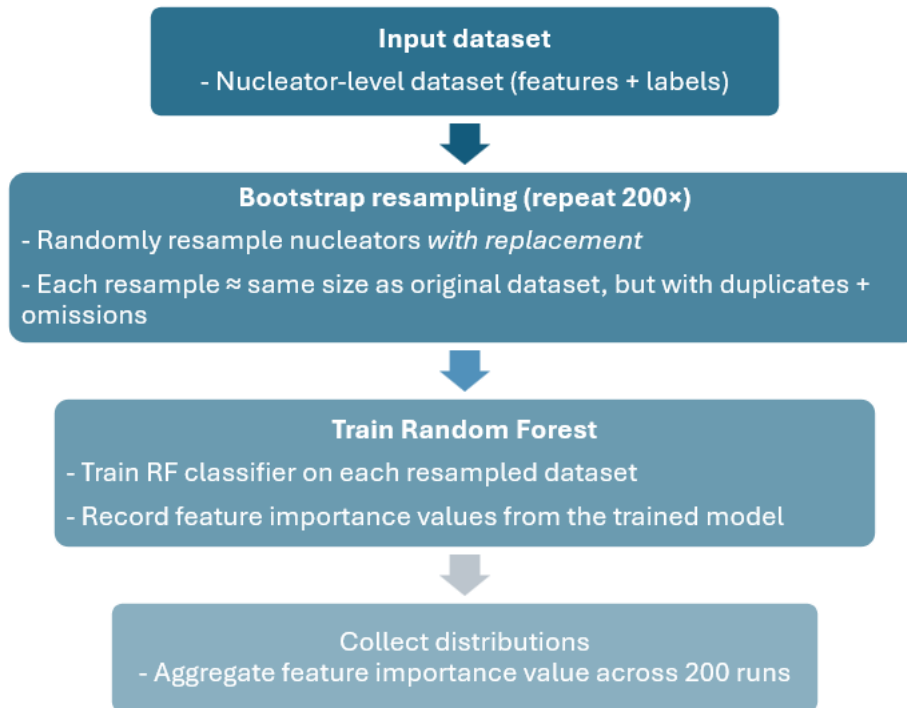 Input dataset
- Nucleator-level dataset (features + labels)
Bootstrap resampling (repeat 200×)
- Randomly resample nucleators with replacement
- Each resample ≈ same size as original dataset, but with duplicates +
omissions
Train Random Forest
- Train RF classifier on each resampled dataset
- Record feature importance values from the trained model
Collect distributions
- Aggregate feature importance value across 200 runs